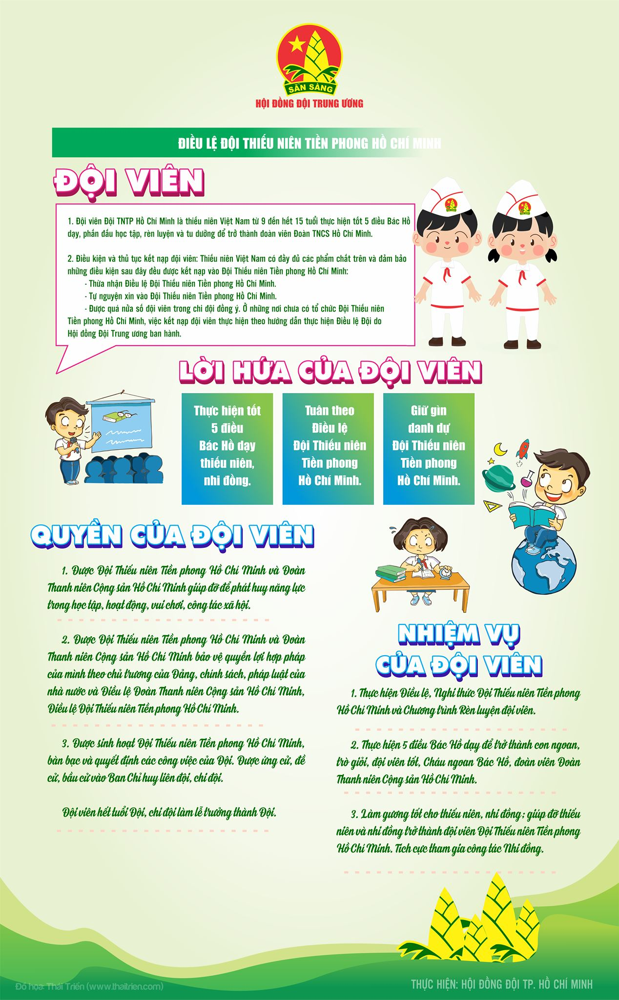 SẴN SÀNG
HỘI ĐỒNG ĐỘI TRUNG ƯƠNG
ĐIỀU LỆ ĐỘI THIẾU NIÊN TIỀN PHONG HỒ CHÍ MINH
ĐỘI VIÊN
1. Đội viên Đội TNTP Hồ Chí Minh là thiếu niên Việt Nam từ 9 đến hết 15 tuổi thực hiện tốt 5 điều Bác Hồ
dạy, phấn đấu học tập, rèn luyện và tu dưỡng để trở thành đoàn viên Đoàn TNCS Hồ Chí Minh.
2. Điều kiện và thủ tục kết nạp đội viên: Thiếu niên Việt Nam có đầy đủ các phẩm chất trên và đảm bảo
những điều kiện sau đây đều được kết nạp vào Đội Thiếu niên Tiền phong Hồ Chí Minh:
- Thừa nhận Điều lệ Đội Thiếu niên Tiền phong Hồ Chí Minh.
- Tự nguyện xin vào Đội Thiếu niên Tiền phong Hồ Chí Minh.
- Được quá nửa số đội viên trong chi đội đồng ý. Ở những nơi chưa có tổ chức Đội Thiếu niên
Tiền phong Hồ Chí Minh, việc kết nạp đội viên thực hiện theo hướng dẫn thực hiện Điều lệ Đội do
Hội đồng Đội Trung ương ban hành.
SẴN SÀNG
SẴN SÀNG
LỜI HỨA CỦA ĐỘI VIÊN
Thực hiện tốt
5 điều
Bác Hồ dạy
thiếu niên,
nhi đồng.
Tuân theo
Điều lệ
Đội Thiếu niên
Tiền phong
Hồ Chí Minh.
Giữ gìn
danh dự
Đội Thiếu niên
Tiền phong
Hồ Chí Minh.
QUYỀN CỦA ĐỘI VIÊN
1. Được Đội Thiếu niên Tiền phong Hồ Chí Minh và Đoàn
Thanh niên Cộng sản Hồ Chí Minh giúp đỡ để phát huy năng lực
trong học tập, hoạt động, vui chơi, công tác xã hội.
2. Được Đội Thiếu niên Tiền phong Hồ Chí Minh và Đoàn
Thanh niên Cộng sản Hồ Chí Minh bảo vệ quyền lợi hợp pháp
của mình theo chủ trương của Đảng, chính sách, pháp luật của
nhà nước và Điều lệ Đoàn Thanh niên Cộng sản Hồ Chí Minh,
Điều lệ Đội Thiếu niên Tiền phong Hồ Chí Minh.
3. Được sinh hoạt Đội Thiếu niên Tiền phong Hồ Chí Minh,
bàn bạc và quyết định các công việc của Đội. Được ứng cử, đề
cử, bầu cử vào Ban Chỉ huy liên đội, chi đội.
Đội viên hết tuổi Đội, chi đội làm lễ trưởng thành Đội.
NHIỆM VỤ
CỦA ĐỘI VIÊN
1. Thực hiện Điều lệ, Nghi thức Đội Thiếu niên Tiền phong
Hồ Chí Minh và Chương trình Rèn luyện đội viên.
2. Thực hiện 5 điều Bác Hồ dạy để trở thành con ngoan,
trò giỏi, đội viên tốt, Cháu ngoan Bác Hồ, đoàn viên Đoàn
Thanh niên Cộng sản Hồ Chí Minh.
3. Làm gương tốt cho thiếu niên, nhi đồng; giúp đỡ thiếu
niên và nhi đồng trở thành đội viên Đội Thiếu niên Tiền phong
Hồ Chí Minh. Tích cực tham gia công tác Nhi đồng.
Đồ họa: Thái Triển (www.thaitrien.com)
THỰC HIỆN: HỘI ĐỒNG ĐỘI TP. HỒ CHÍ MINH